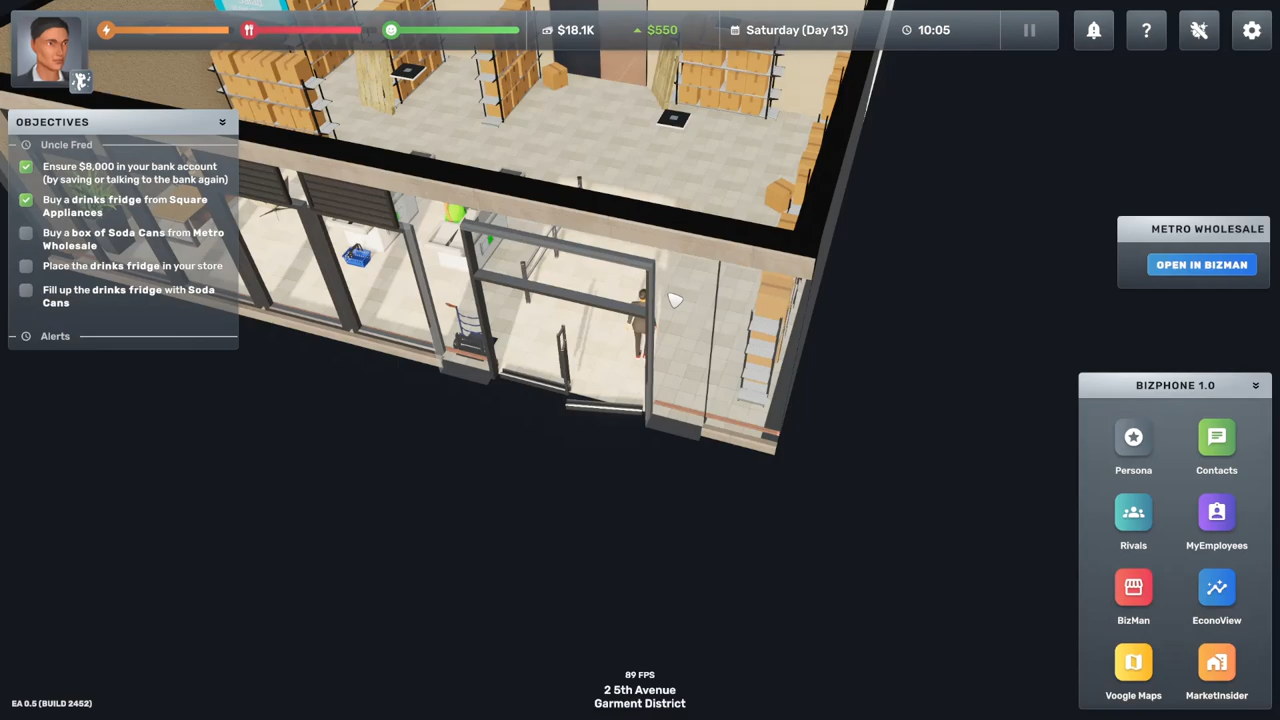 $18.1K
$550
Saturday (Day 13)
10:05
?
OBJECTIVES
Uncle Fred
Ensure $8,000 in your bank account
(by saving or talking to the bank again)
Buy a drinks fridge from Square
Appliances
Buy a box of Soda Cans from Metro
Wholesale
Place the drinks fridge in your store
Fill up the drinks fridge with Soda
Cans
Alerts
METRO WHOLESALE
OPEN IN BIZMAN
BIZPHONE 1.0
Persona
Contacts
Rivals
MyEmployees
BizMan
EconoView
Voogle Maps
MarketInsider
89 FPS
2 5th Avenue
Garment District
EA 0.5 (BUILD 2452)